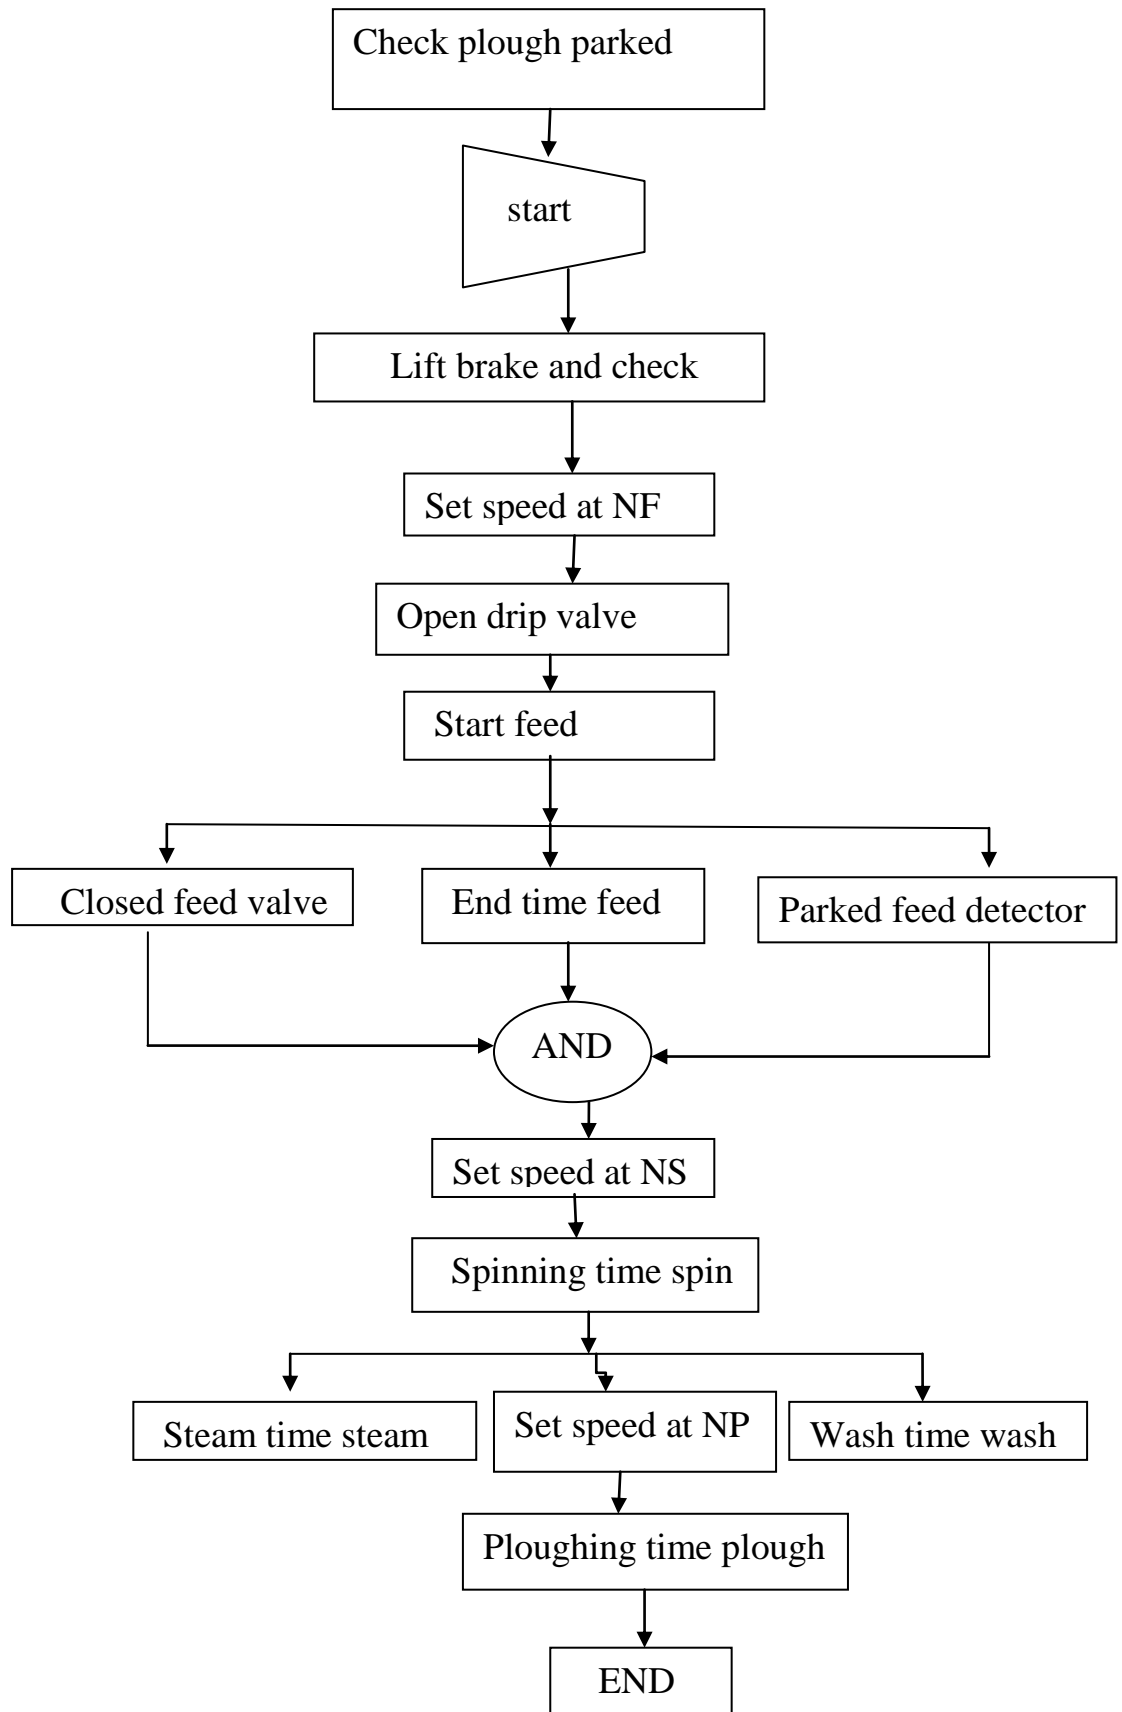 Check plough parked
start
Lift brake and check
Set speed at NF
Open drip valve
Start feed
Closed feed valve
End time feed
Parked feed detector
AND
Set speed at NS
Spinning time spin
Steam time steam
Set speed at NP
Wash time wash
Ploughing time plough
END